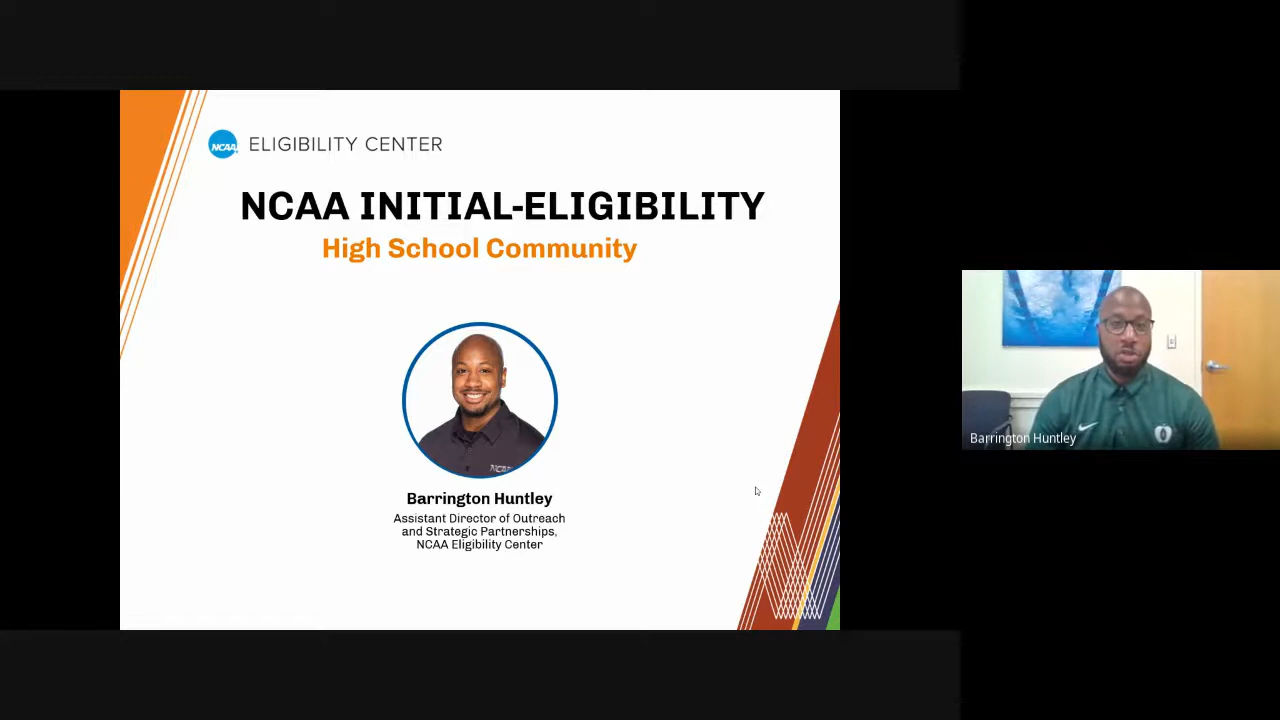 NCAA
ELIGIBILITY CENTER
NCAA INITIAL-ELIGIBILITY
High School Community
NCAA
Barrington Huntley
Assistant Director of Outreach
and Strategic Partnerships,
NCAA Eligibility Center
Barrington Huntley